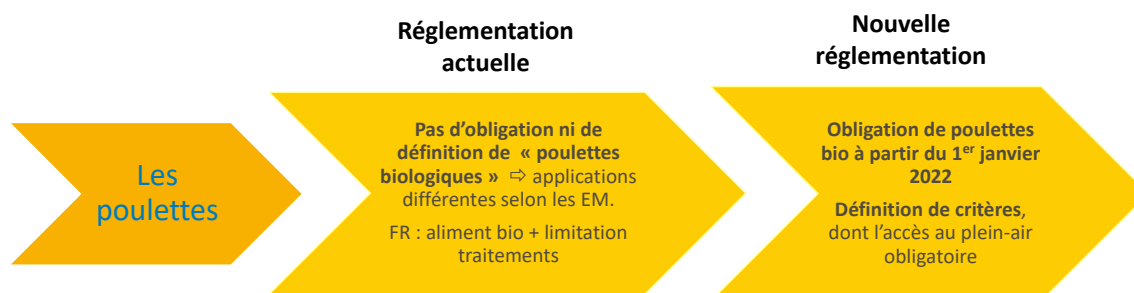 Réglementation
actuelle
Nouvelle
réglementation
Les
poulettes
Pas d’obligation ni de
définition de « poulettes
biologiques » ⇨ applications
différentes selon les EM.
FR : aliment bio + limitation
traitements
Obligation de poulettes
bio à partir du 1er janvier
2022
Définition de critères,
dont l’accès au plein-air
obligatoire